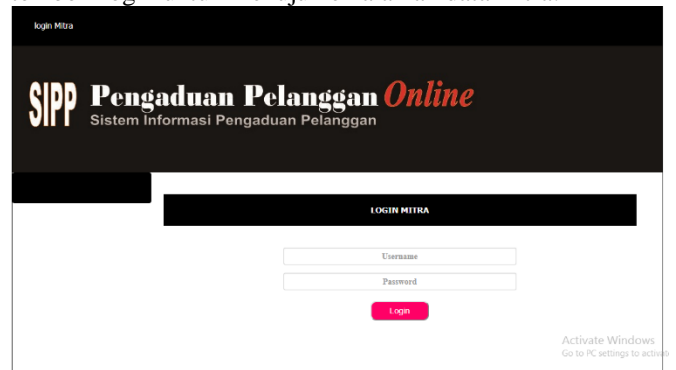 login Mitra
SIPP Pengaduan Pelanggan Online
Sistem Informasi Pengaduan Pelanggan
LOGIN MITRA
Username
Password
Login
Activate Windows
Go to PC settings to activate